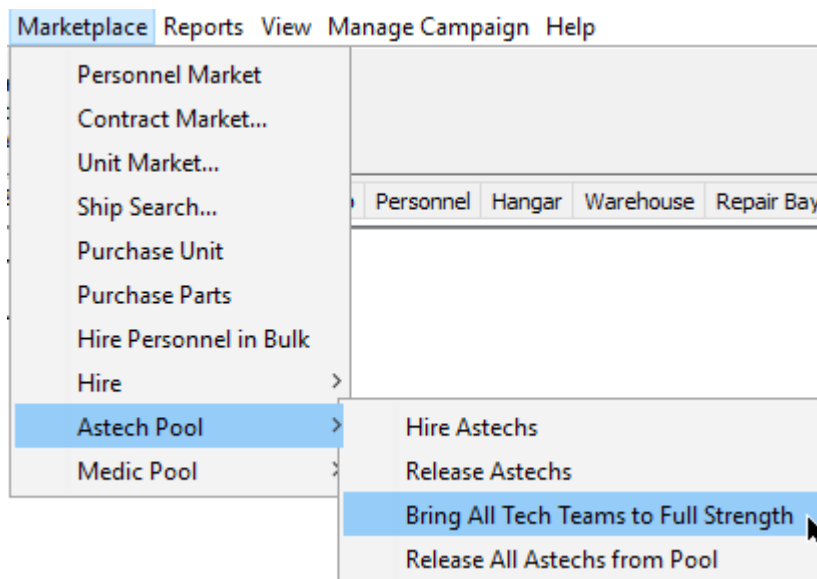 Marketplace Reports View Manage Campaign Help
Personnel Market
Contract Market...
Unit Market...
Ship Search...
Personnel Hangar Warehouse Repair Bay
Purchase Unit
Purchase Parts
Hire Personnel in Bulk
Hire
Astech Pool
Hire Astechs
Medic Pool
Release Astechs
Bring All Tech Teams to Full Strength
Release All Astechs from Pool